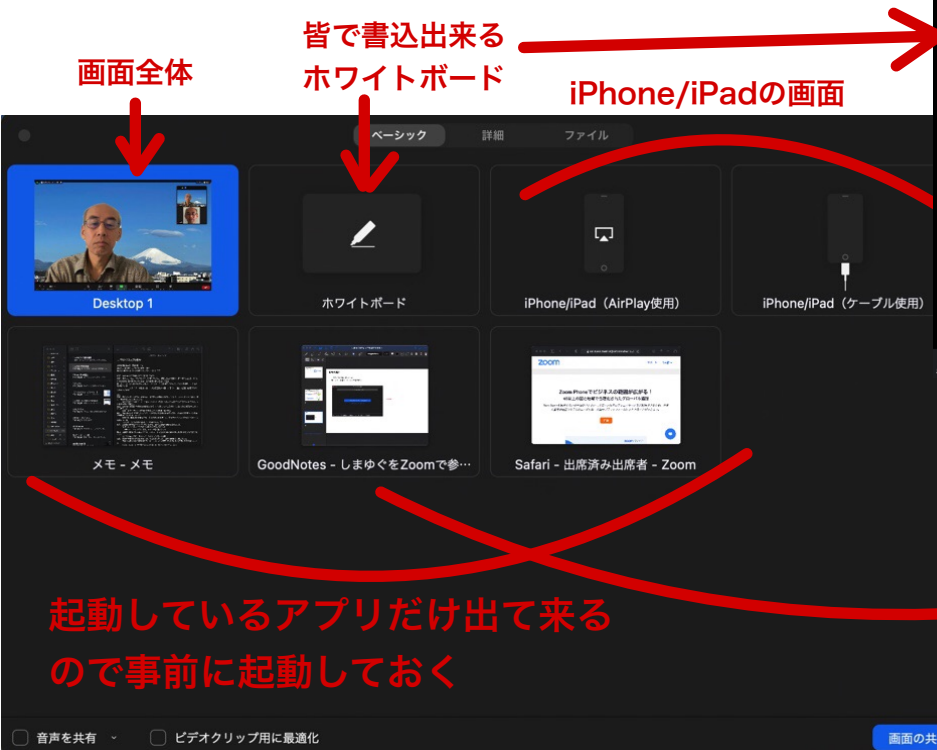 皆で書込出来る
ホワイトボード
画面全体
iPhone/iPadの画面
ベーシック
詳細
ファイル
Desktop 1
ホワイトボード
iPhone/iPad（AirPlay使用）
iPhone/iPad（ケーブル使用）
zoom
メモ - メモ
GoodNotes - しまゆぐをZoomで参…
Safari - 出席済み出席者 - Zoom
起動しているアプリだけ出て来る
ので事前に起動しておく
音声を共有
ビデオクリップ用に最適化
画面の共